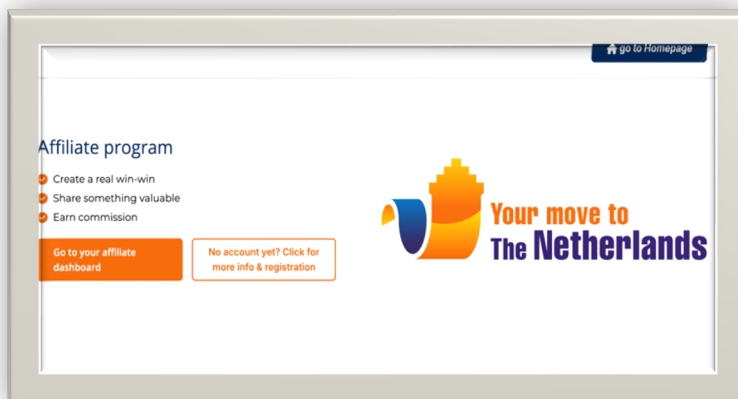 go to Homepage
Affiliate program
Create a real win-win
Share something valuable
Earn commission
Go to your affiliate
dashboard
No account yet? Click for
more info & registration
Your move to
The Netherlands